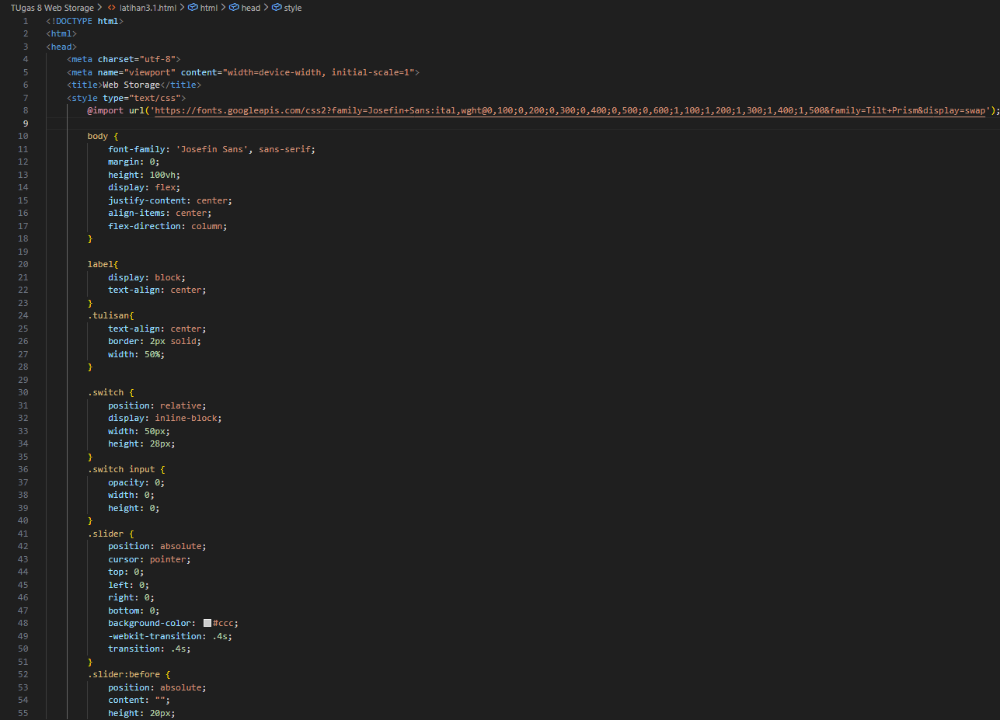 TUgas 8 Web Storage > <> latihan3.1.html > html > head > style
1 <!DOCTYPE html>
2 <html>
3 <head>
4 <meta charset="utf-8">
5 <meta name="viewport" content="width=device-width, initial-scale=1">
6 <title>Web Storage</title>
7 <style type="text/css">
8 @import url('https://fonts.googleapis.com/css2?family=Josefin+Sans:ital,wght@0,100;0,200;0,300;0,400;0,500;0,600;1,100;1,200;1,300;1,400;1,500&family=Tilt+Prism&display=swap');
9
10 body {
11 font-family: 'Josefin Sans', sans-serif;
12 margin: 0;
13 height: 100vh;
14 display: flex;
15 justify-content: center;
16 align-items: center;
17 flex-direction: column;
18 }
19
20 label{
21 display: block;
22 text-align: center;
23 }
24 .tulisan{
25 text-align: center;
26 border: 2px solid;
27 width: 50%;
28 }
29
30 .switch {
31 position: relative;
32 display: inline-block;
33 width: 50px;
34 height: 28px;
35 }
36 .switch input {
37 opacity: 0;
38 width: 0;
39 height: 0;
40 }
41 .slider {
42 position: absolute;
43 cursor: pointer;
44 top: 0;
45 left: 0;
46 right: 0;
47 bottom: 0;
48 background-color: #ccc;
49 -webkit-transition: .4s;
50 transition: .4s;
51 }
52 .slider:before {
53 position: absolute;
54 content: "";
55 height: 20px;